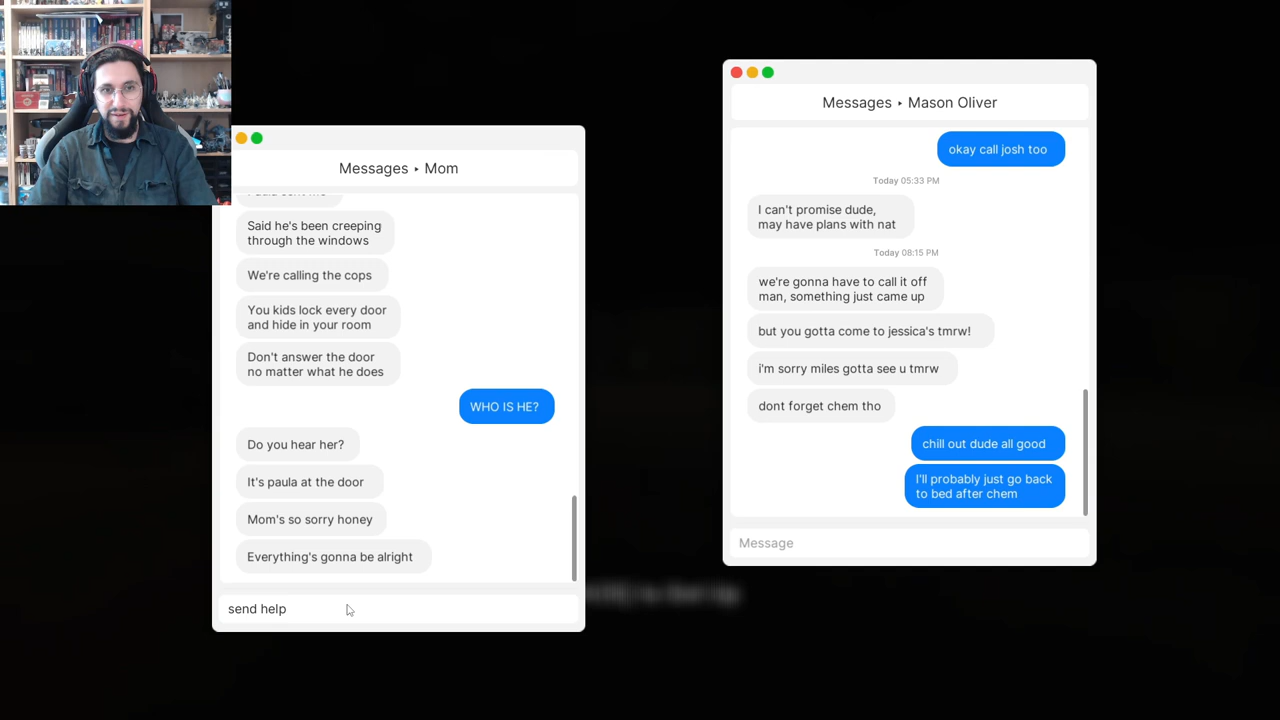 Messages ‣ Mom
Said he's been creeping
through the windows
We're calling the cops
You kids lock every door
and hide in your room
Don't answer the door
no matter what he does
WHO IS HE?
Do you hear her?
It's paula at the door
Mom's so sorry honey
Everything's gonna be alright
send help
Messages ‣ Mason Oliver
okay call josh too
Today 05:33 PM
I can't promise dude,
may have plans with nat
Today 08:15 PM
we're gonna have to call it off
man, something just came up
but you gotta come to jessica's tmrw!
i'm sorry miles gotta see u tmrw
dont forget chem tho
chill out dude all good
I'll probably just go back
to bed after chem
Message